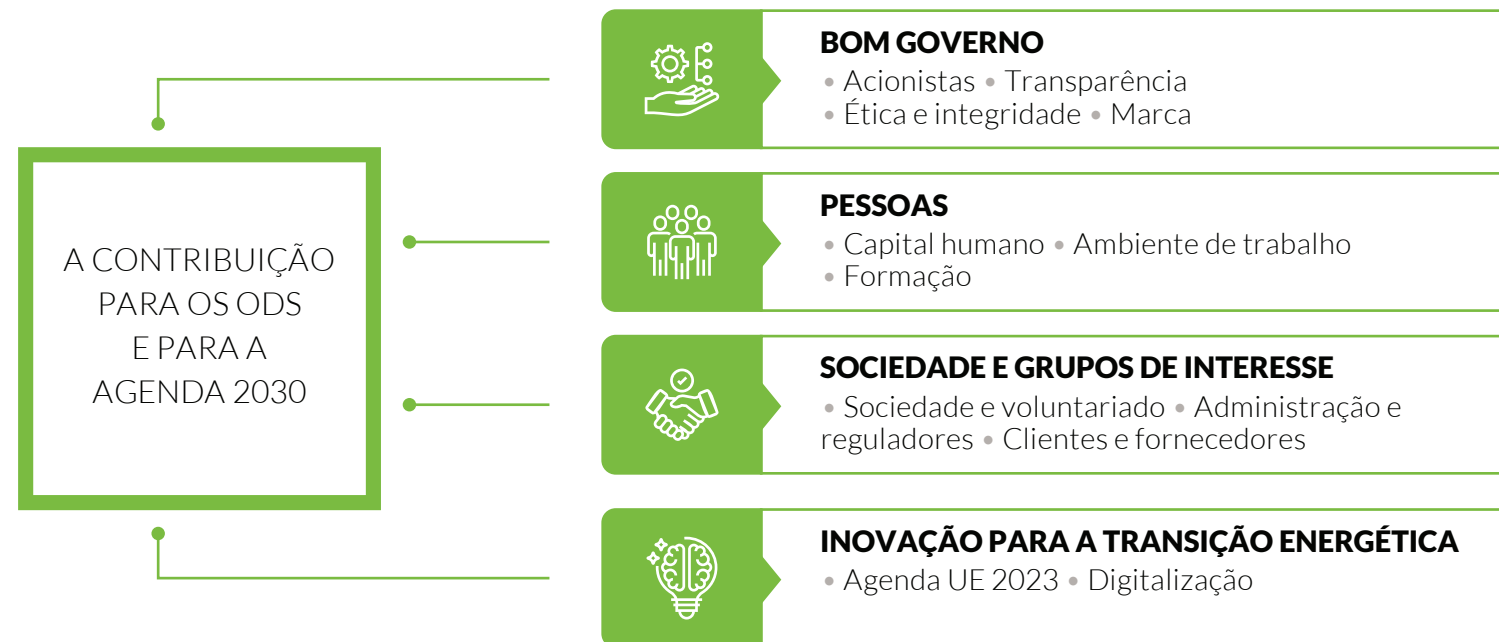 A CONTRIBUIÇÃO
PARA OS ODS
E PARA A
AGENDA 2030
BOM GOVERNO
• Acionistas • Transparência
• Ética e integridade • Marca
PESSOAS
• Capital humano • Ambiente de trabalho
• Formação
SOCIEDADE E GRUPOS DE INTERESSE
• Sociedade e voluntariado • Administração e
reguladores • Clientes e fornecedores
INOVAÇÃO PARA A TRANSIÇÃO ENERGÉTICA
• Agenda UE 2023 • Digitalização